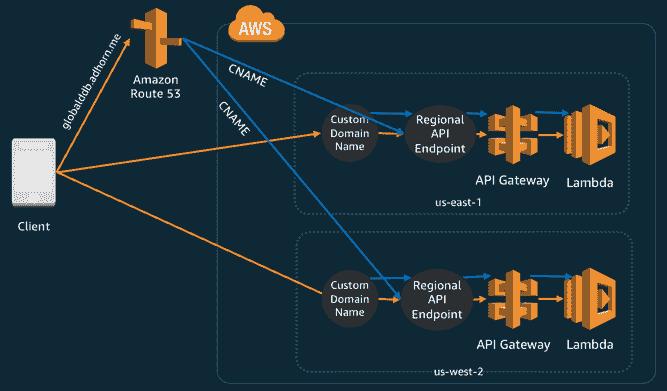 AWS
globalddb.adhorn.me
Amazon
Route 53
CNAME
CNAME
Client
Custom
Domain
Name
Regional
API
Endpoint
API Gateway
Lambda
us-east-1
Custom
Domain
Name
Regional
API
Endpoint
API Gateway
Lambda
us-west-2